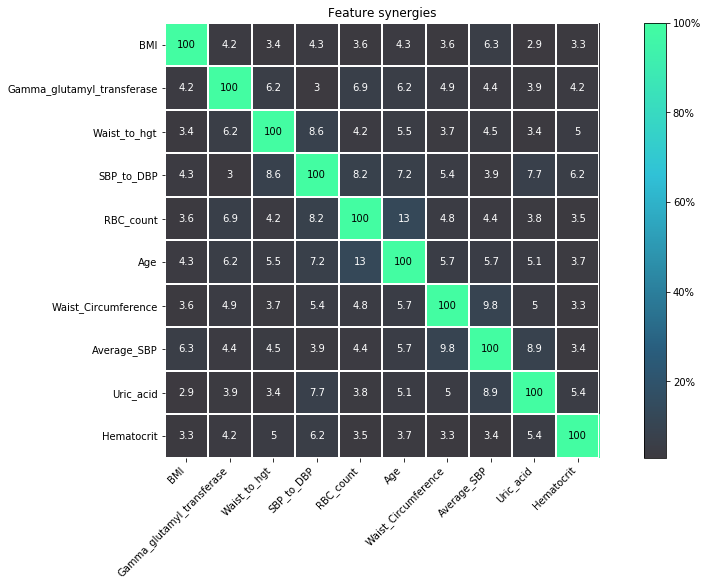 Feature synergies
BMI 100 4.2 3.4 4.3 3.6 4.3 3.6 6.3 2.9 3.3
Gamma_glutamyl_transferase 4.2 100 6.2 3 6.9 6.2 4.9 4.4 3.9 4.2
Waist_to_hgt 3.4 6.2 100 8.6 4.2 5.5 3.7 4.5 3.4 5
SBP_to_DBP 4.3 3 8.6 100 8.2 7.2 5.4 3.9 7.7 6.2
RBC_count 3.6 6.9 4.2 8.2 100 13 4.8 4.4 3.8 3.5
Age 4.3 6.2 5.5 7.2 13 100 5.7 5.7 5.1 3.7
Waist_Circumference 3.6 4.9 3.7 5.4 4.8 5.7 100 9.8 5 3.3
Average_SBP 6.3 4.4 4.5 3.9 4.4 5.7 9.8 100 8.9 3.4
Uric_acid 2.9 3.9 3.4 7.7 3.8 5.1 5 8.9 100 5.4
Hematocrit 3.3 4.2 5 6.2 3.5 3.7 3.3 3.4 5.4 100
BMI
Gamma_glutamyl_transferase
Waist_to_hgt
SBP_to_DBP
RBC_count
Age
Waist_Circumference
Average_SBP
Uric_acid
Hematocrit
100%
80%
60%
40%
20%